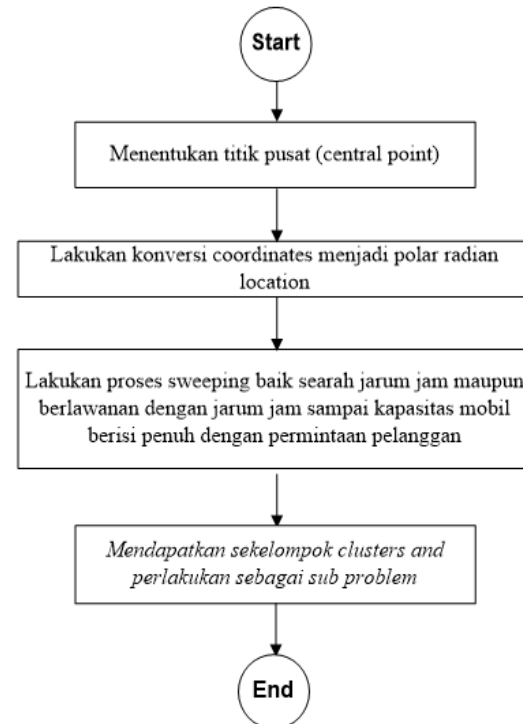 Start
Menentukan titik pusat (central point)
Lakukan konversi coordinates menjadi polar radian
location
Lakukan proses sweeping baik searah jarum jam maupun
berlawanan dengan jarum jam sampai kapasitas mobil
berisi penuh dengan permintaan pelanggan
Mendapatkan sekelompok clusters and
perlakukan sebagai sub problem
End